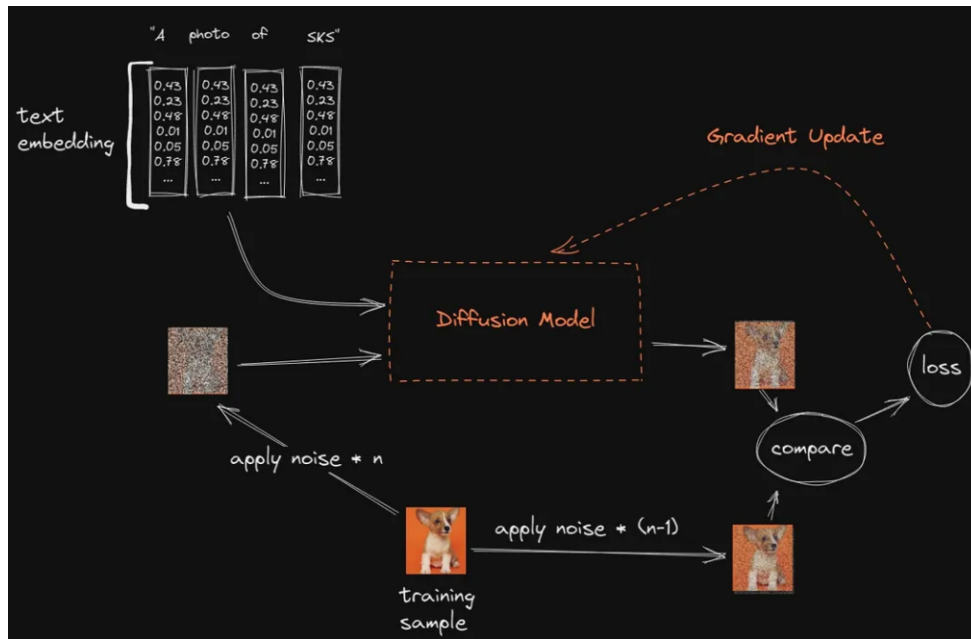 "A photo of SKS"
text
embedding
0.43 0.43 0.43 0.43
0.23 0.23 0.23 0.23
0.48 0.48 0.48 0.48
0.01 0.01 0.01 0.01
0.05 0.05 0.05 0.05
0.78 0.78 0.78 0.78
... ... ... ...
Gradient Update
Diffusion Model
loss
compare
apply noise * n
apply noise * (n-1)
training
sample